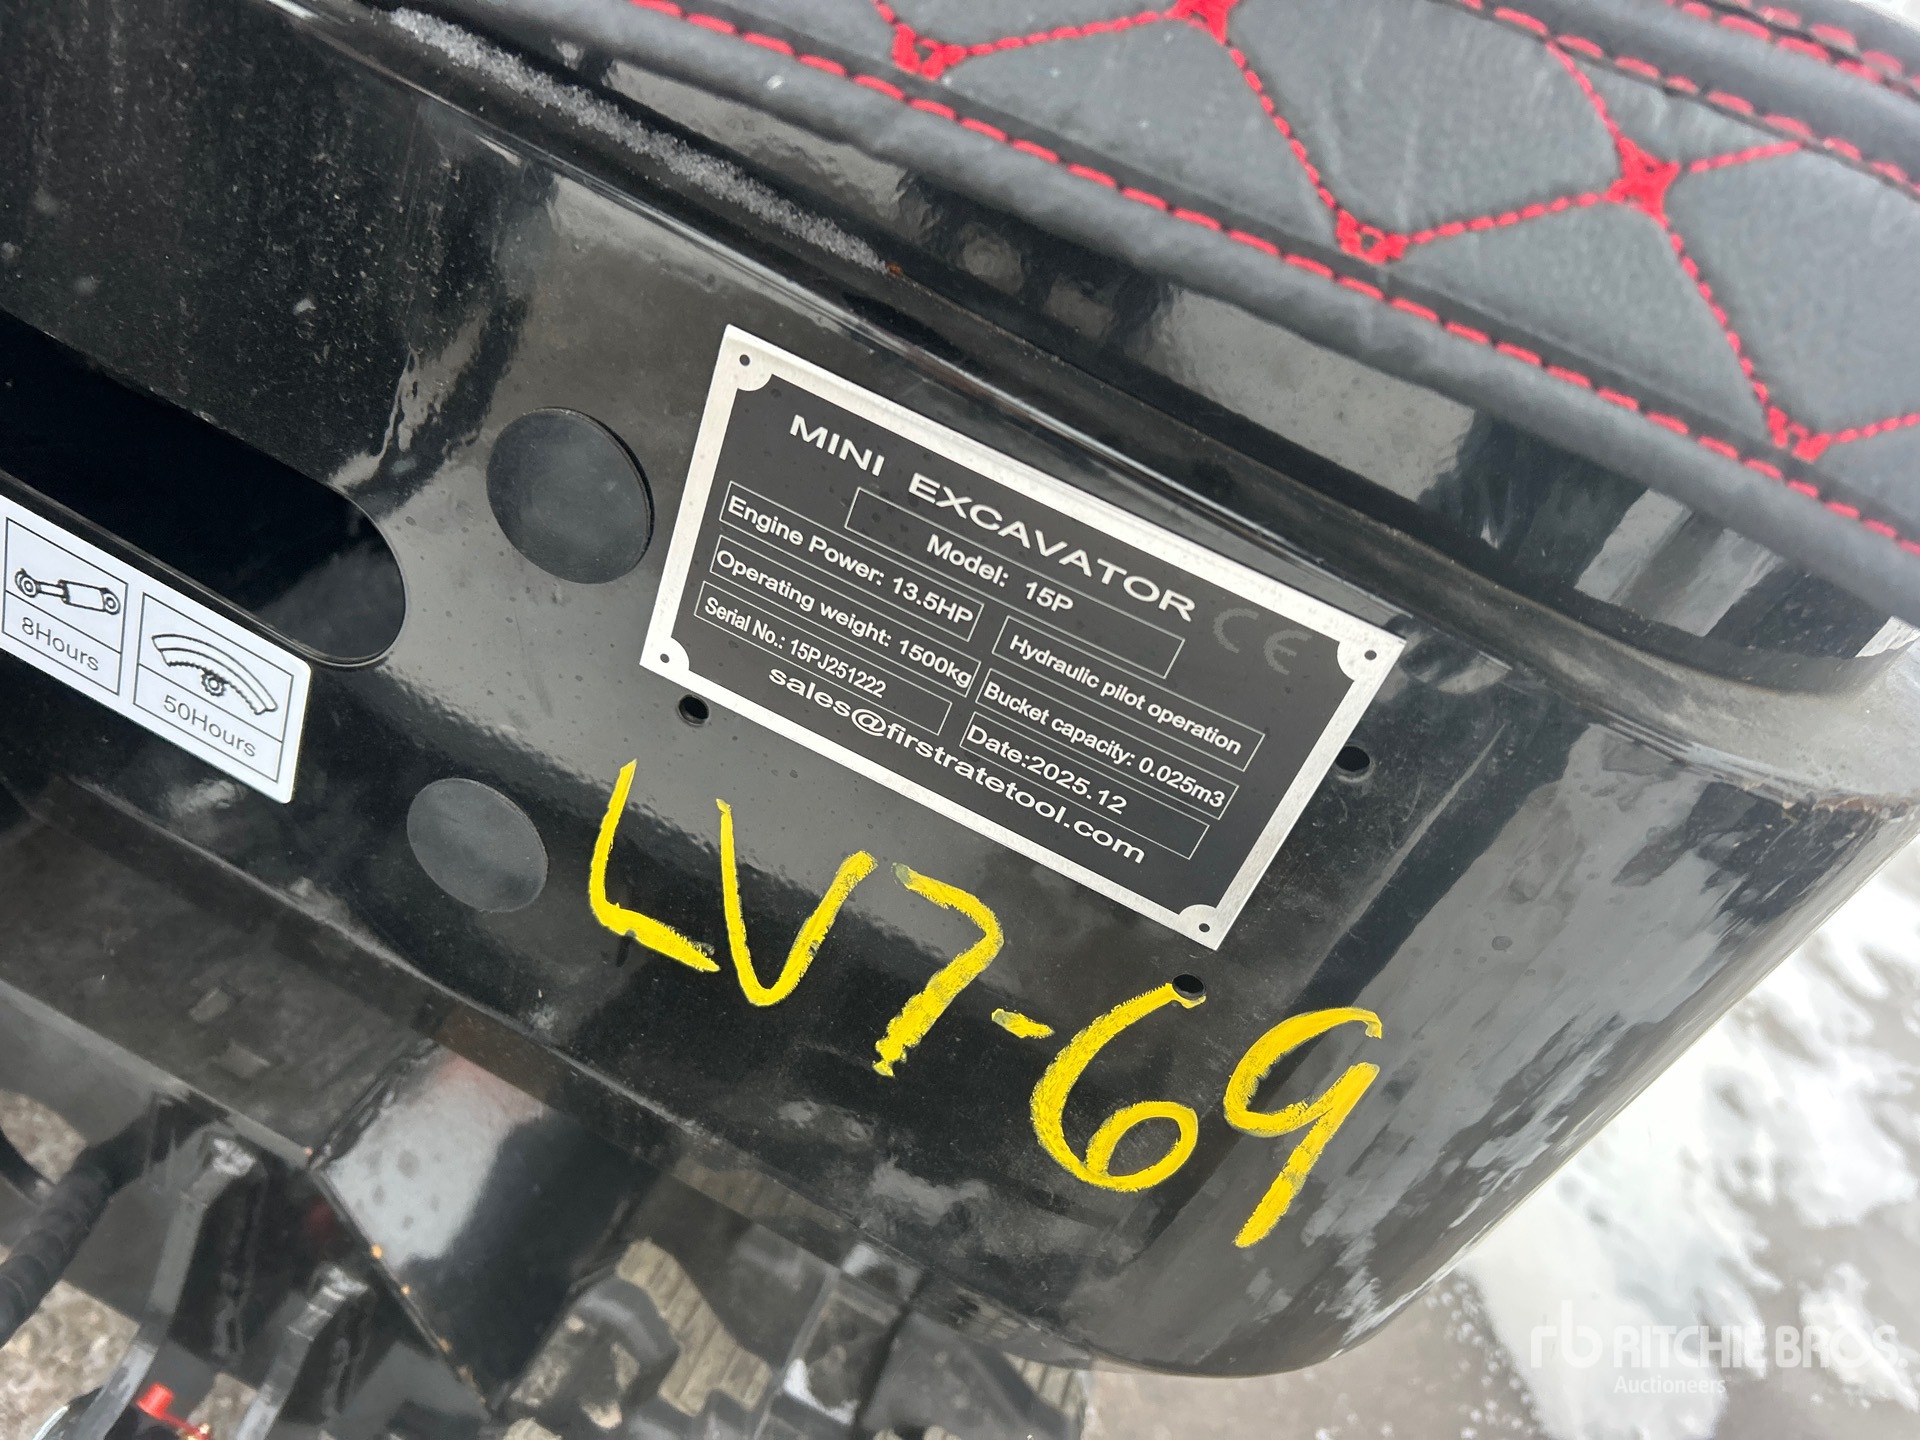 MINI EXCAVATOR
CE
Model: 15P
Engine Power: 13.5HP
Hydraulic pilot operation
Operating weight: 1500kg
Bucket capacity: 0.025m3
Serial No.: 15PJ251222
Date:2025.12
sales@firstratetool.com
8Hours
50Hours
LV7-69
rb RITCHIE BROS
Auctioneers